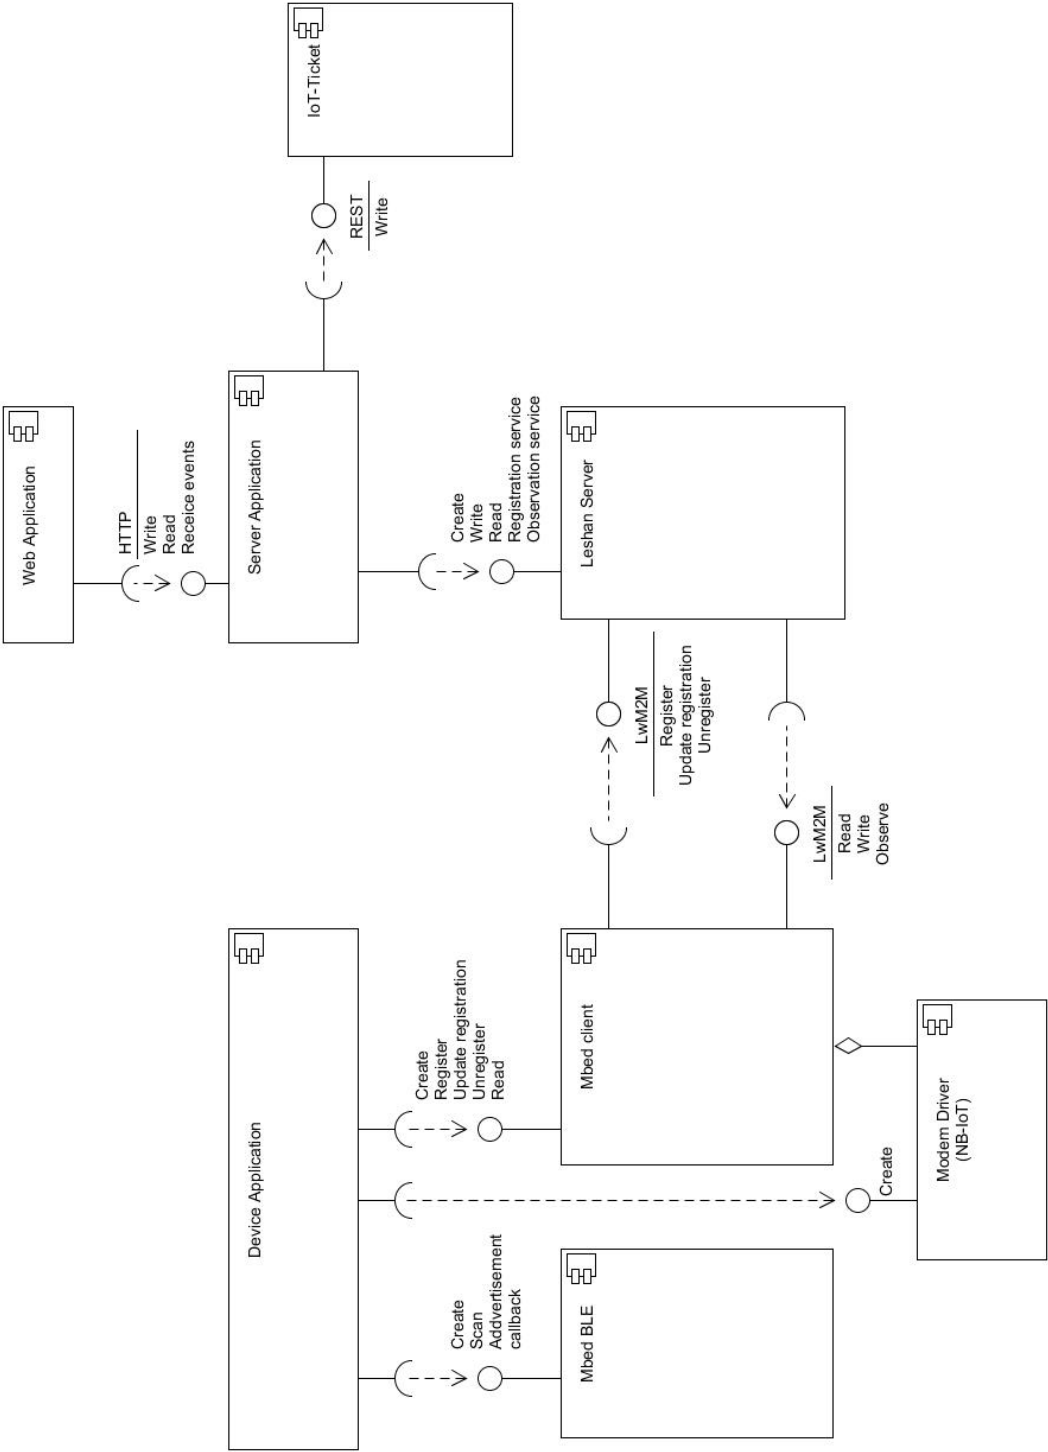 Web Application
HTTP
Write
Read
Receice events
Server Application
REST
Write
IoT-Ticket
Create
Write
Read
Registration service
Observation service
Leshan Server
LwM2M
Register
Update registration
Unregister
LwM2M
Read
Write
Observe
Device Application
Create
Register
Update registration
Unregister
Read
Mbed client
Create
Scan
Addvertisement
callback
Mbed BLE
Create
Modem Driver
(NB-IoT)